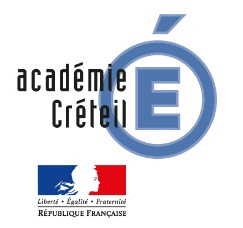 académie
Créteil
É
Liberté • Égalité • Fraternité
RÉPUBLIQUE FRANÇAISE